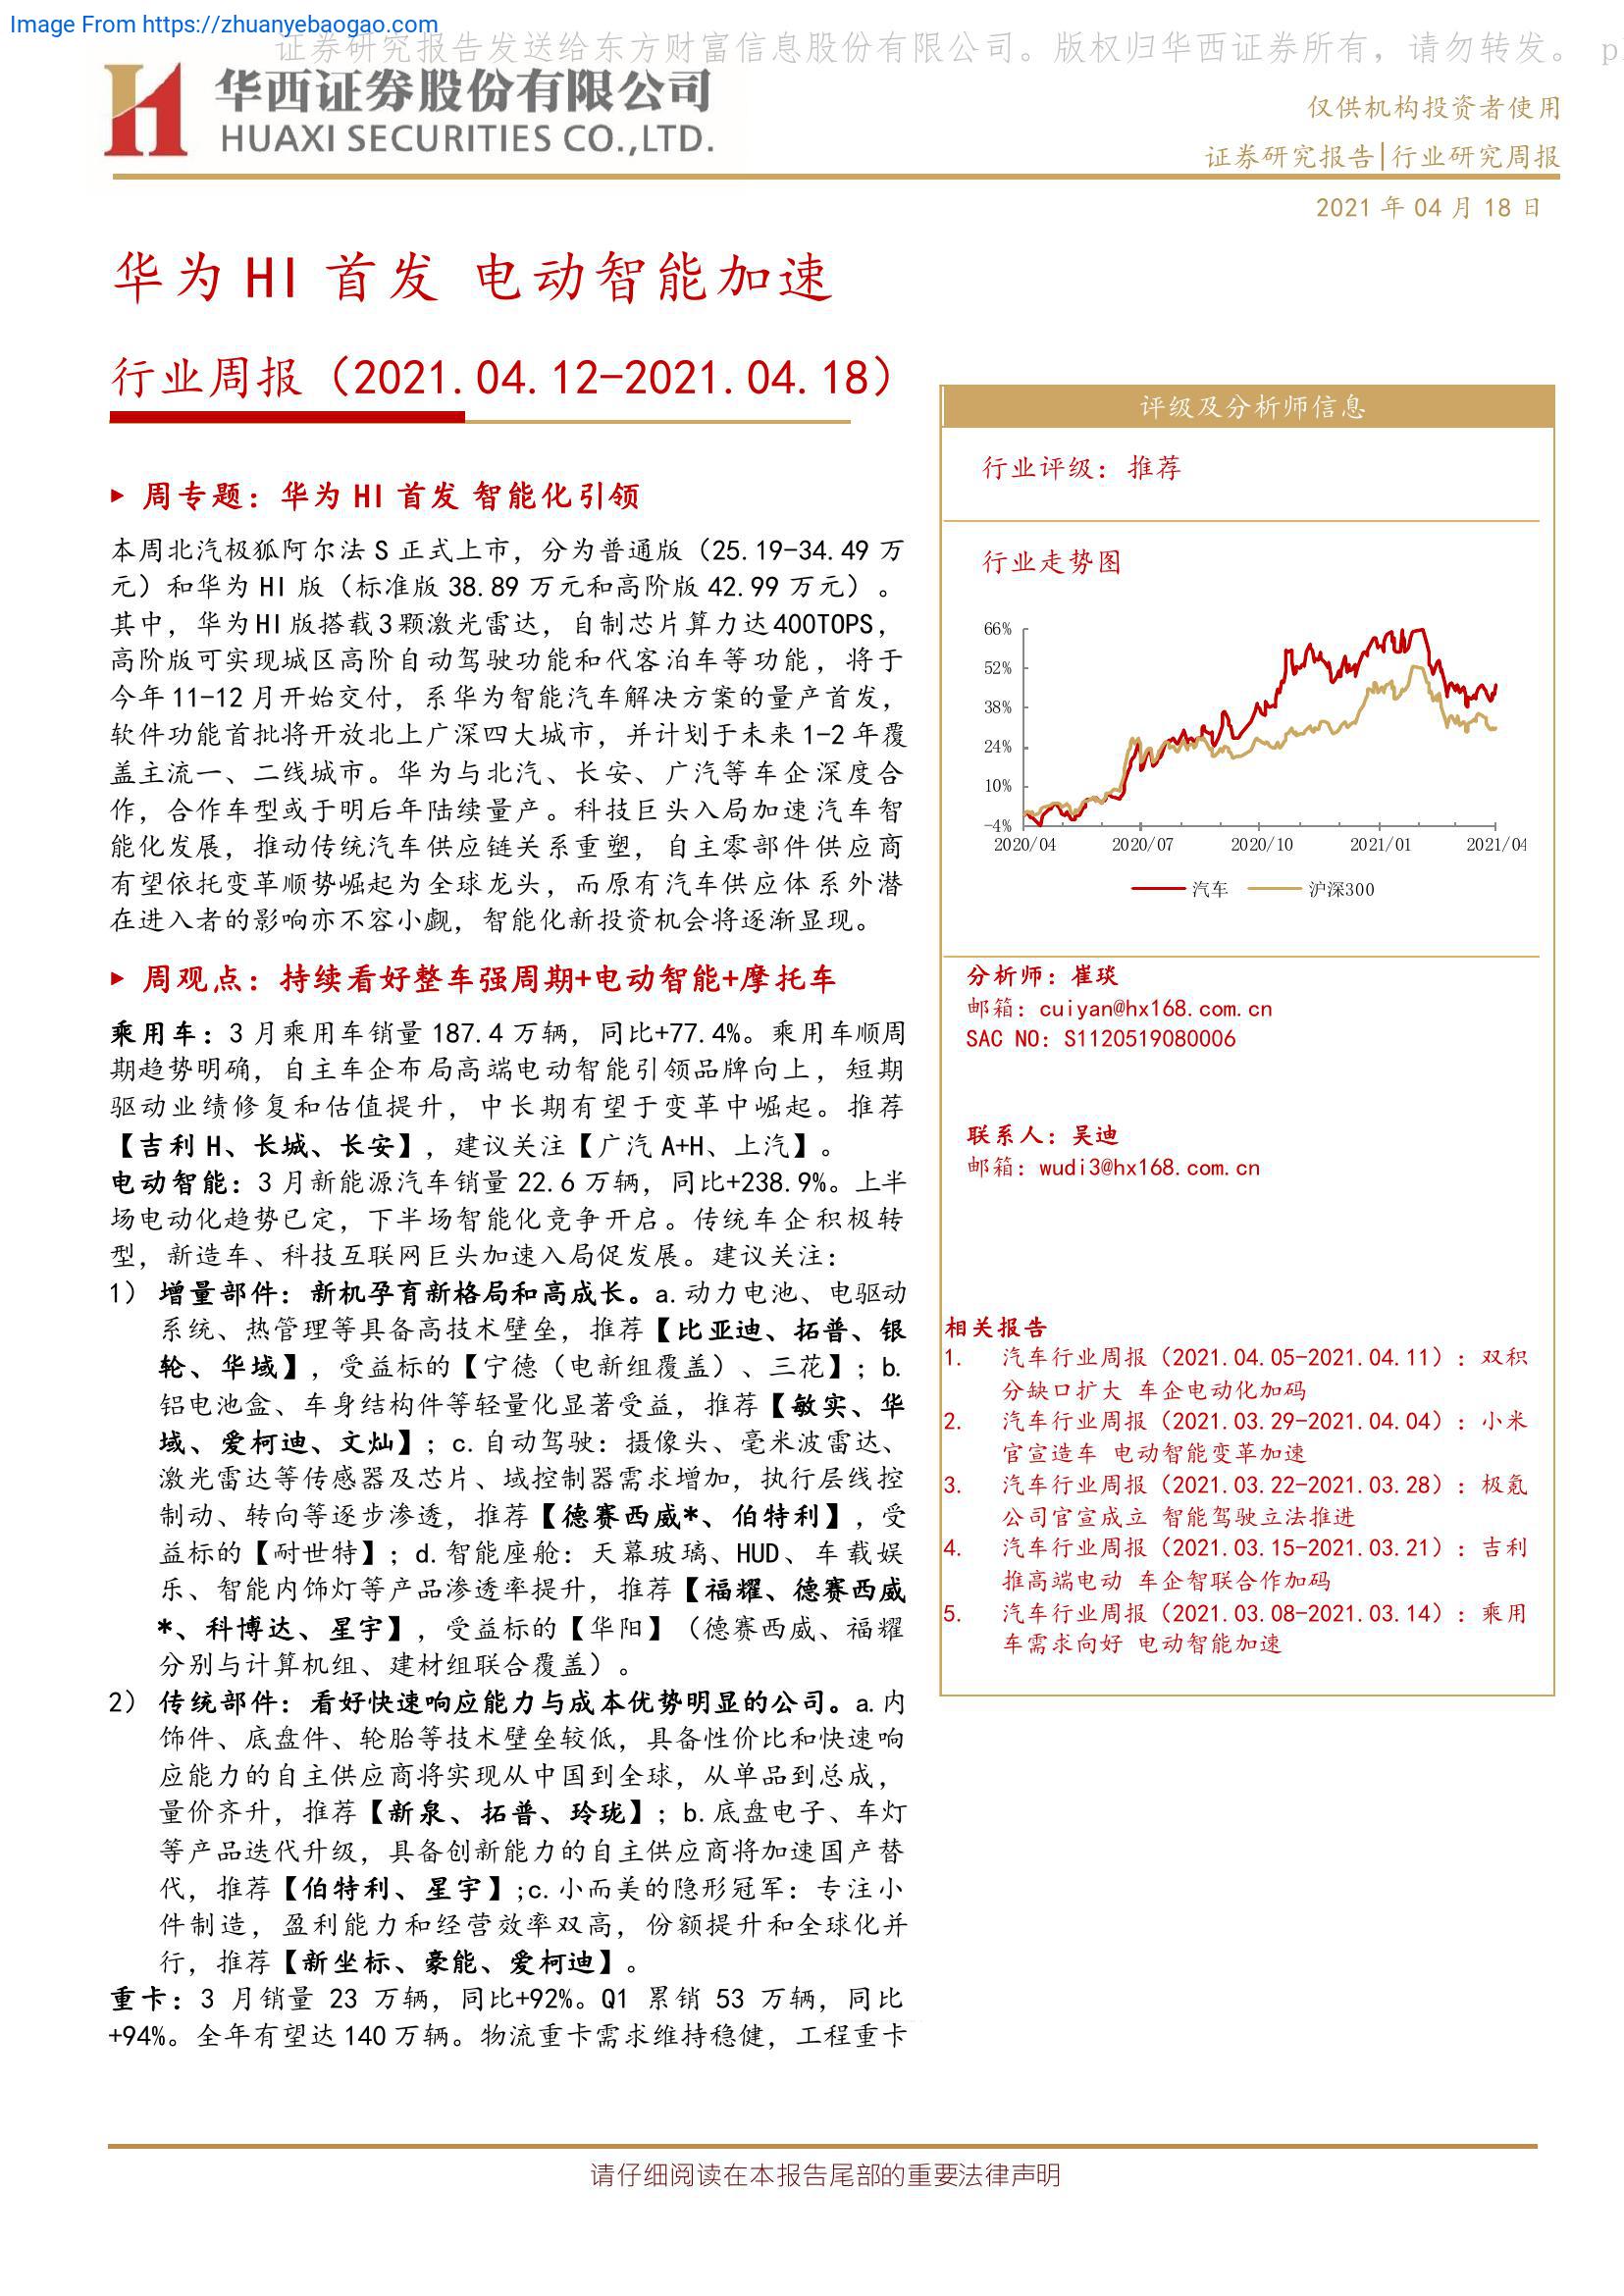 Image From https://zhuanyebaogao.com
证券研究报告发送给东方财富信息股份有限公司。版权归华西证券所有，请勿转发。 p
华西证券股份有限公司
HUAXI SECURITIES CO.,LTD.
仅供机构投资者使用
证券研究报告|行业研究周报
2021 年 04 月 18 日
华为 HI 首发 电动智能加速
行业周报（2021.04.12-2021.04.18）
周专题：华为 HI 首发 智能化引领
本周北汽极狐阿尔法 S 正式上市，分为普通版（25.19-34.49 万
元）和华为 HI 版（标准版 38.89 万元和高阶版 42.99 万元）。
其中，华为HI版搭载3颗激光雷达，自制芯片算力达400TOPS，
高阶版可实现城区高阶自动驾驶功能和代客泊车等功能，将于
今年11-12 月开始交付，系华为智能汽车解决方案的量产首发，
软件功能首批将开放北上广深四大城市，并计划于未来 1-2 年覆
盖主流一、二线城市。华为与北汽、长安、广汽等车企深度合
作，合作车型或于明后年陆续量产。科技巨头入局加速汽车智
能化发展，推动传统汽车供应链关系重塑，自主零部件供应商
有望依托变革顺势崛起为全球龙头，而原有汽车供应体系外潜
在进入者的影响亦不容小觑，智能化新投资机会将逐渐显现。
周观点：持续看好整车强周期+电动智能+摩托车
乘用车：3 月乘用车销量 187.4 万辆，同比+77.4%。乘用车顺周
期趋势明确，自主车企布局高端电动智能引领品牌向上，短期
驱动业绩修复和估值提升，中长期有望于变革中崛起。推荐
【吉利 H、长城、长安】，建议关注【广汽 A+H、上汽】。
电动智能：3 月新能源汽车销量 22.6 万辆，同比+238.9%。上半
场电动化趋势已定，下半场智能化竞争开启。传统车企积极转
型，新造车、科技互联网巨头加速入局促发展。建议关注：
1） 增量部件：新机孕育新格局和高成长。a.动力电池、电驱动
系统、热管理等具备高技术壁垒，推荐【比亚迪、拓普、银
轮、华域】，受益标的【宁德（电新组覆盖）、三花】；b.
铝电池盒、车身结构件等轻量化显著受益，推荐【敏实、华
域、爱柯迪、文灿】；c.自动驾驶：摄像头、毫米波雷达、
激光雷达等传感器及芯片、域控制器需求增加，执行层线控
制动、转向等逐步渗透，推荐【德赛西威*、伯特利】，受
益标的【耐世特】；d.智能座舱：天幕玻璃、HUD、车载娱
乐、智能内饰灯等产品渗透率提升，推荐【福耀、德赛西威
*、科博达、星宇】，受益标的【华阳】（德赛西威、福耀
分别与计算机组、建材组联合覆盖）。
2） 传统部件：看好快速响应能力与成本优势明显的公司。a.内
饰件、底盘件、轮胎等技术壁垒较低，具备性价比和快速响
应能力的自主供应商将实现从中国到全球，从单品到总成，
量价齐升，推荐【新泉、拓普、玲珑】；b.底盘电子、车灯
等产品迭代升级，具备创新能力的自主供应商将加速国产替
代，推荐【伯特利、星宇】;c.小而美的隐形冠军：专注小
件制造，盈利能力和经营效率双高，份额提升和全球化并
行，推荐【新坐标、豪能、爱柯迪】。
重卡：3 月销量 23 万辆，同比+92%。Q1 累销 53 万辆，同比
+94%。全年有望达 140 万辆。物流重卡需求维持稳健，工程重卡
评级及分析师信息
行业评级：推荐
行业走势图
66%
52%
38%
24%
10%
-4%
2020/04 2020/07 2020/10 2021/01 2021/04
汽车 沪深300
分析师：崔琰
邮箱：cuiyan@hx168.com.cn
SAC NO：S1120519080006
联系人：吴迪
邮箱：wudi3@hx168.com.cn
相关报告
1. 汽车行业周报（2021.04.05-2021.04.11）：双积
分缺口扩大 车企电动化加码
2. 汽车行业周报（2021.03.29-2021.04.04）：小米
官宣造车 电动智能变革加速
3. 汽车行业周报（2021.03.22-2021.03.28）：极氪
公司官宣成立 智能驾驶立法推进
4. 汽车行业周报（2021.03.15-2021.03.21）：吉利
推高端电动 车企智联合作加码
5. 汽车行业周报（2021.03.08-2021.03.14）：乘用
车需求向好 电动智能加速
请仔细阅读在本报告尾部的重要法律声明